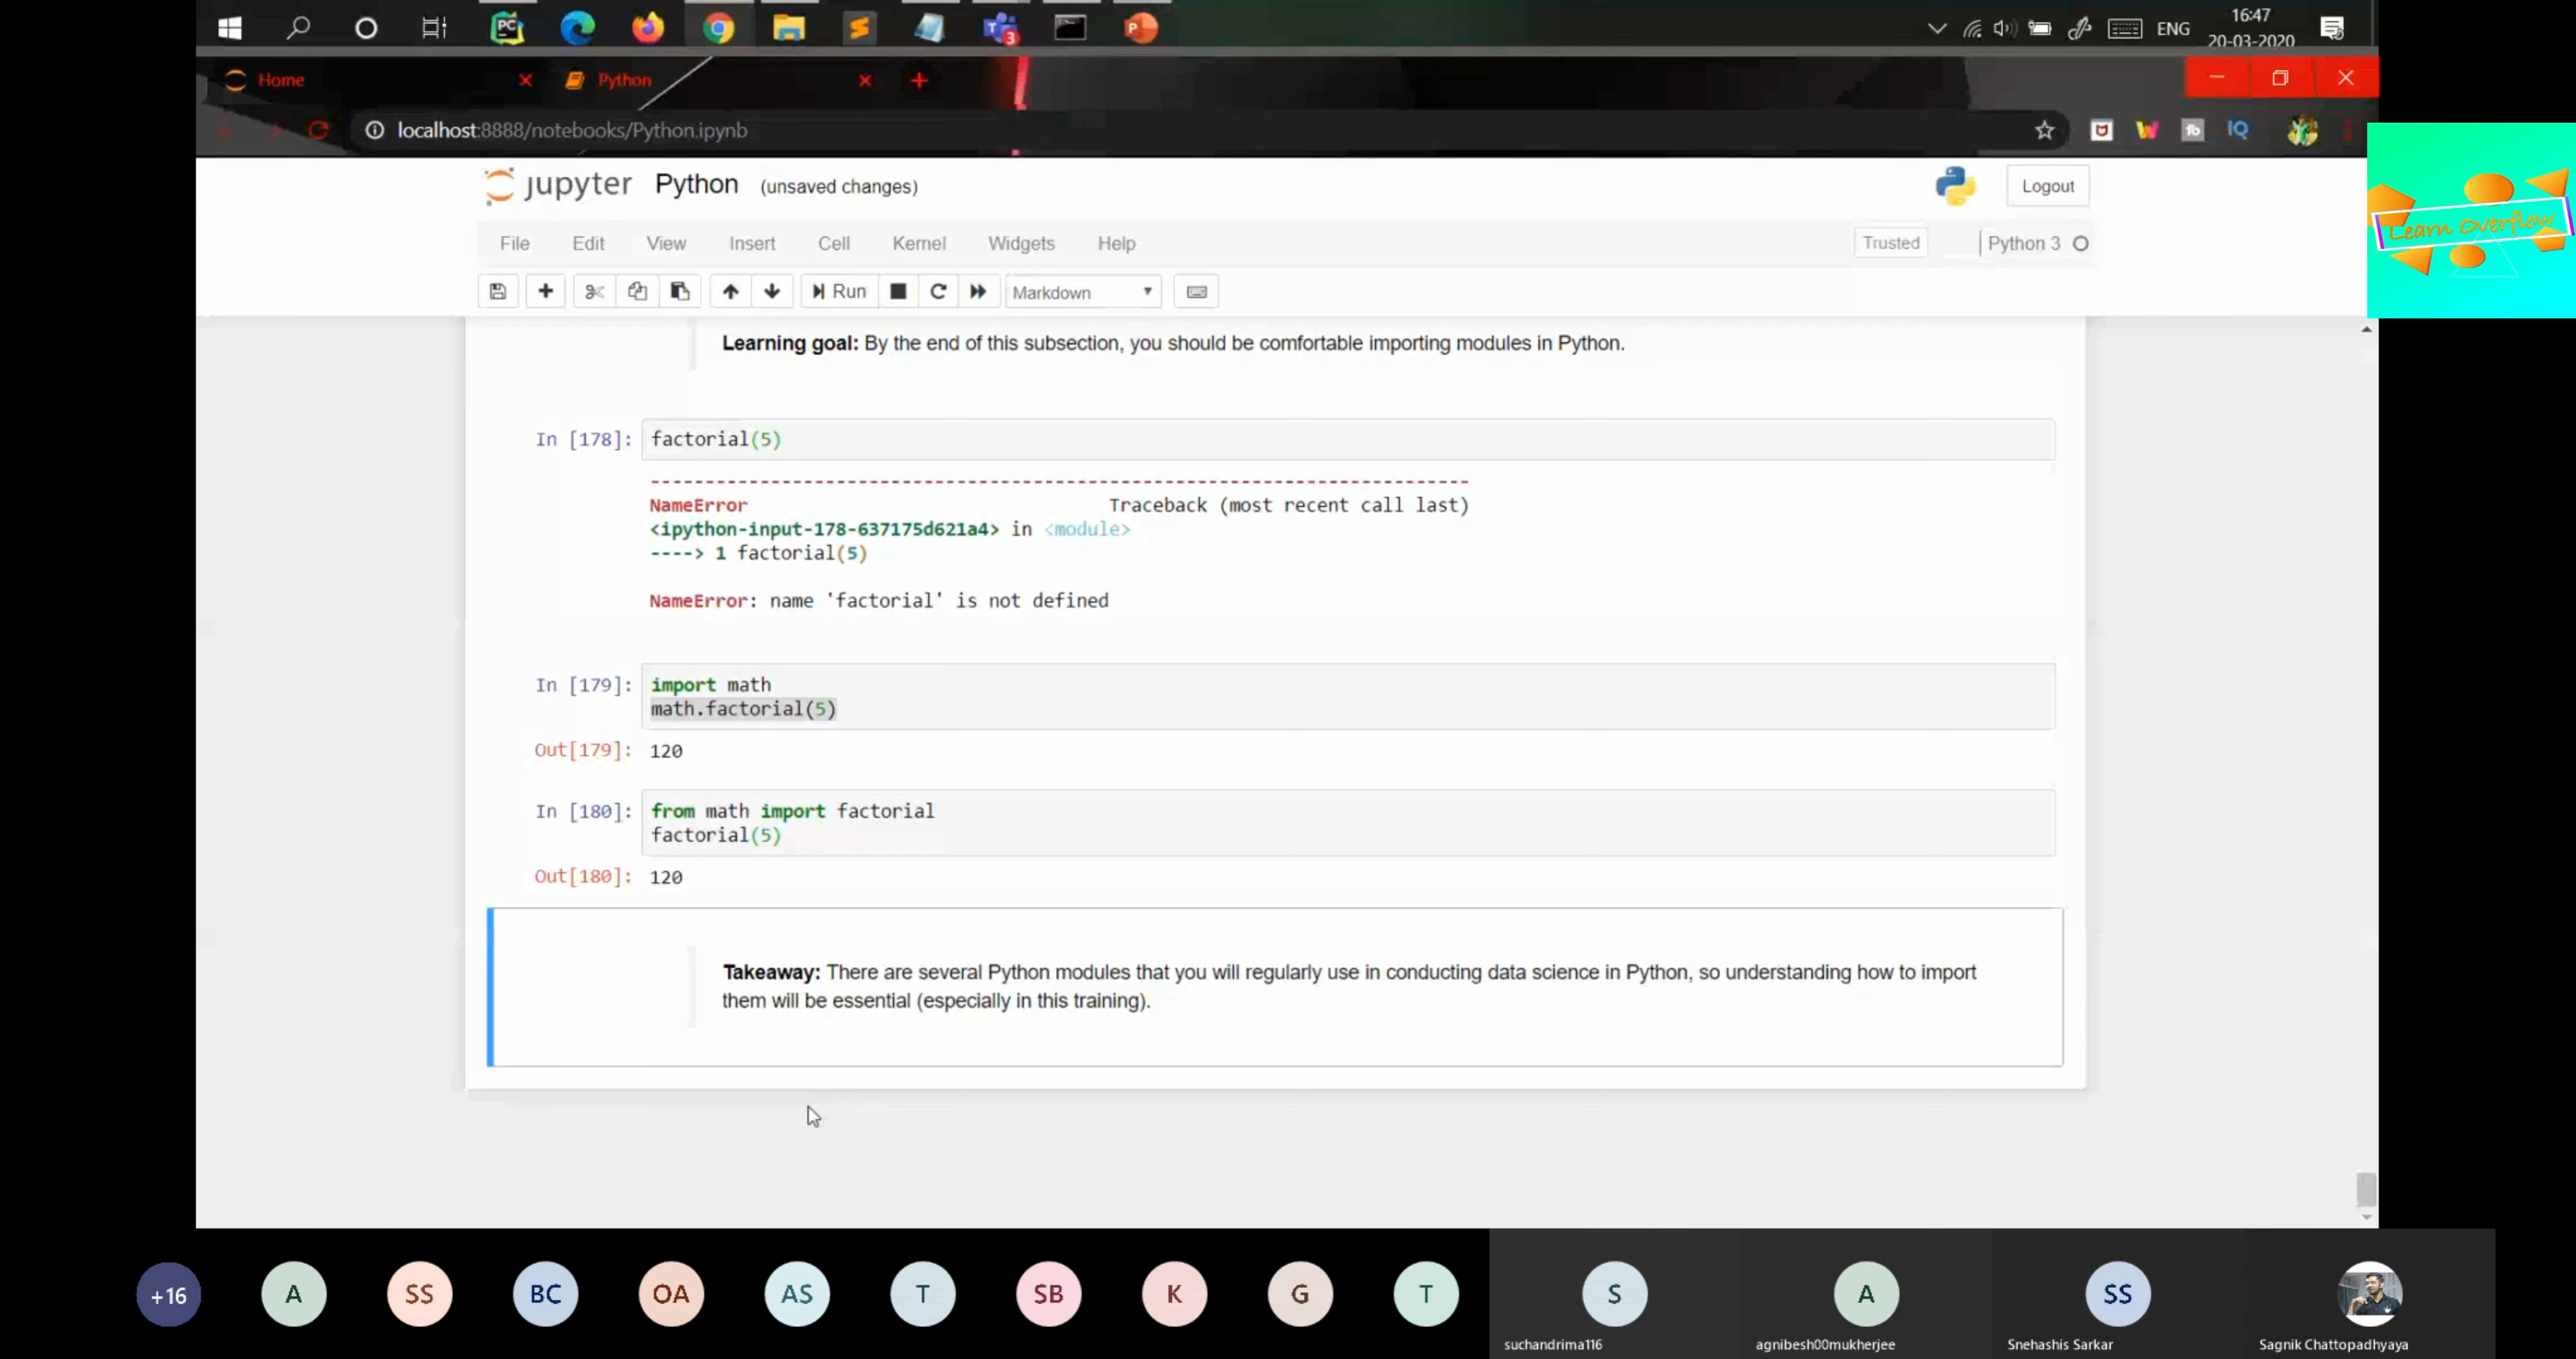 16:47
ENG
20-03-2020
3
Home
Python
localhost:8888/notebooks/Python.ipynb
IQ
jupyter Python (unsaved changes)
Logout
Learn Overflow
File Edit View Insert Cell Kernel Widgets Help
Trusted
Python 3
Run
Markdown
Learning goal: By the end of this subsection, you should be comfortable importing modules in Python.
In [178]: factorial(5)
---------------------------------------------------------------------------
NameError Traceback (most recent call last)
<ipython-input-178-637175d621a4> in <module>
----> 1 factorial(5)
NameError: name 'factorial' is not defined
In [179]: import math
math.factorial(5)
Out[179]: 120
In [180]: from math import factorial
factorial(5)
Out[180]: 120
Takeaway: There are several Python modules that you will regularly use in conducting data science in Python, so understanding how to import
them will be essential (especially in this training).
+16 A SS BC OA AS T SB K G T S A SS
suchandrima116 agnibesh00mukherjee Snehashis Sarkar Sagnik Chattopadhyaya